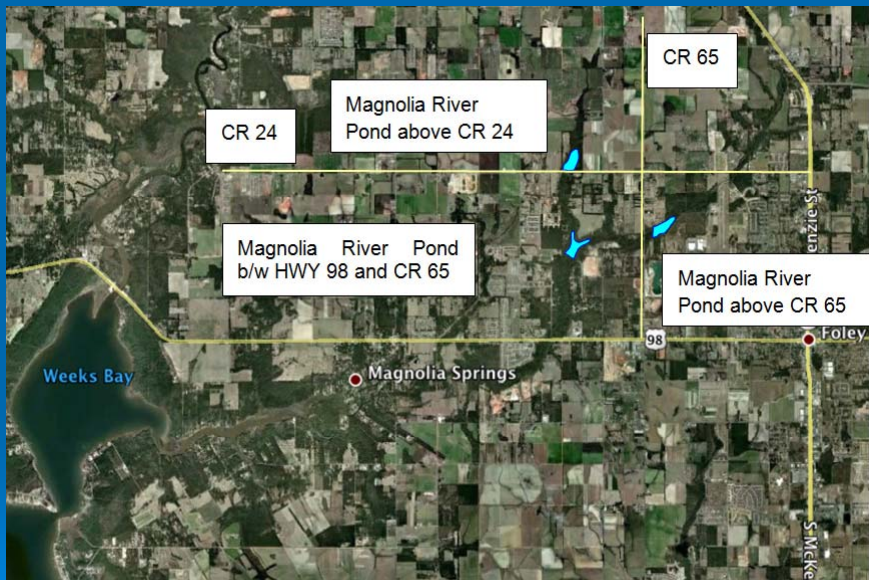 CR 65
Magnolia River
Pond above CR 24
CR 24
Magnolia River Pond
b/w HWY 98 and CR 65
Magnolia River
Pond above CR 65
98
Foley
Weeks Bay
Magnolia Springs